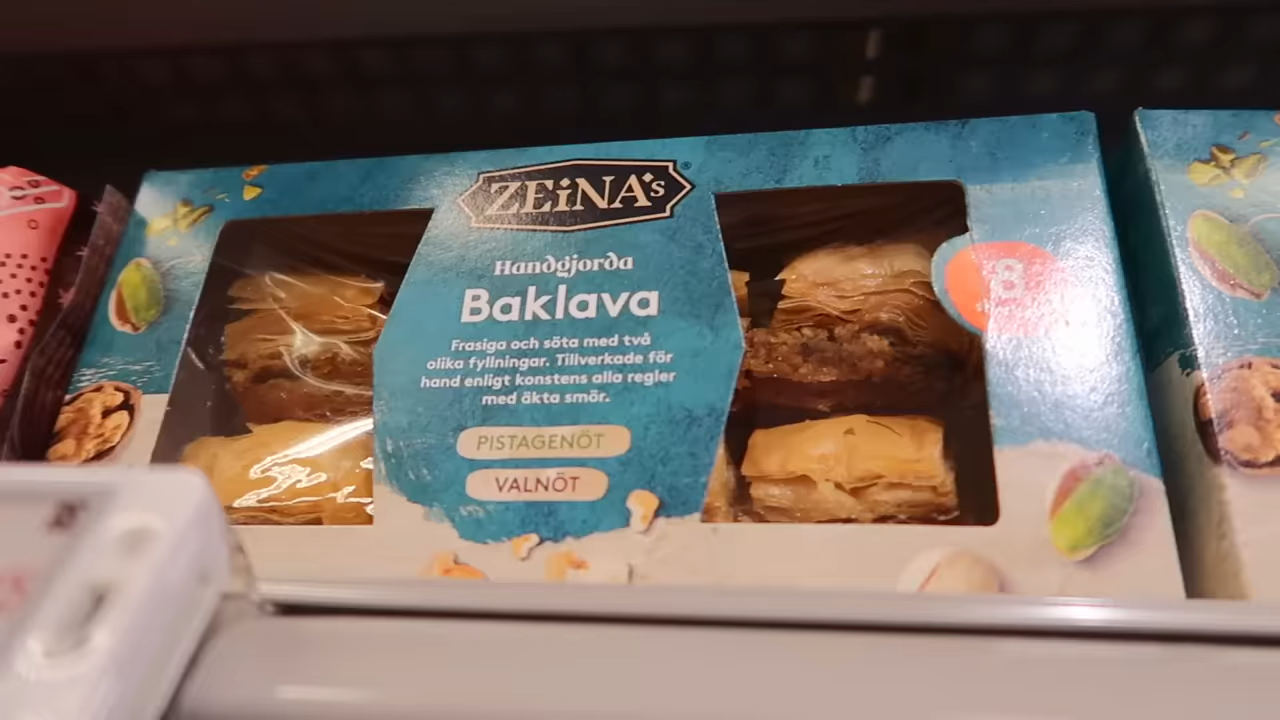 ZEiNA's®
Handgjorda
Baklava
Frasiga och söta med två
olika fyllningar. Tillverkade för
hand enligt konstens alla regler
med äkta smör.
PISTAGENÖT
VALNÖT
8